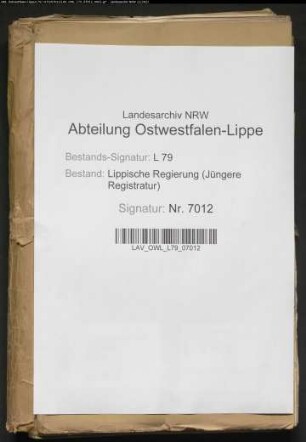 Landesarchiv NRW
Abteilung Ostwestfalen-Lippe
Bestands-Signatur: L 79
Bestand: Lippische Regierung (Jüngere
Registratur)
Signatur: Nr. 7012
LAV_OWL_L79_07012